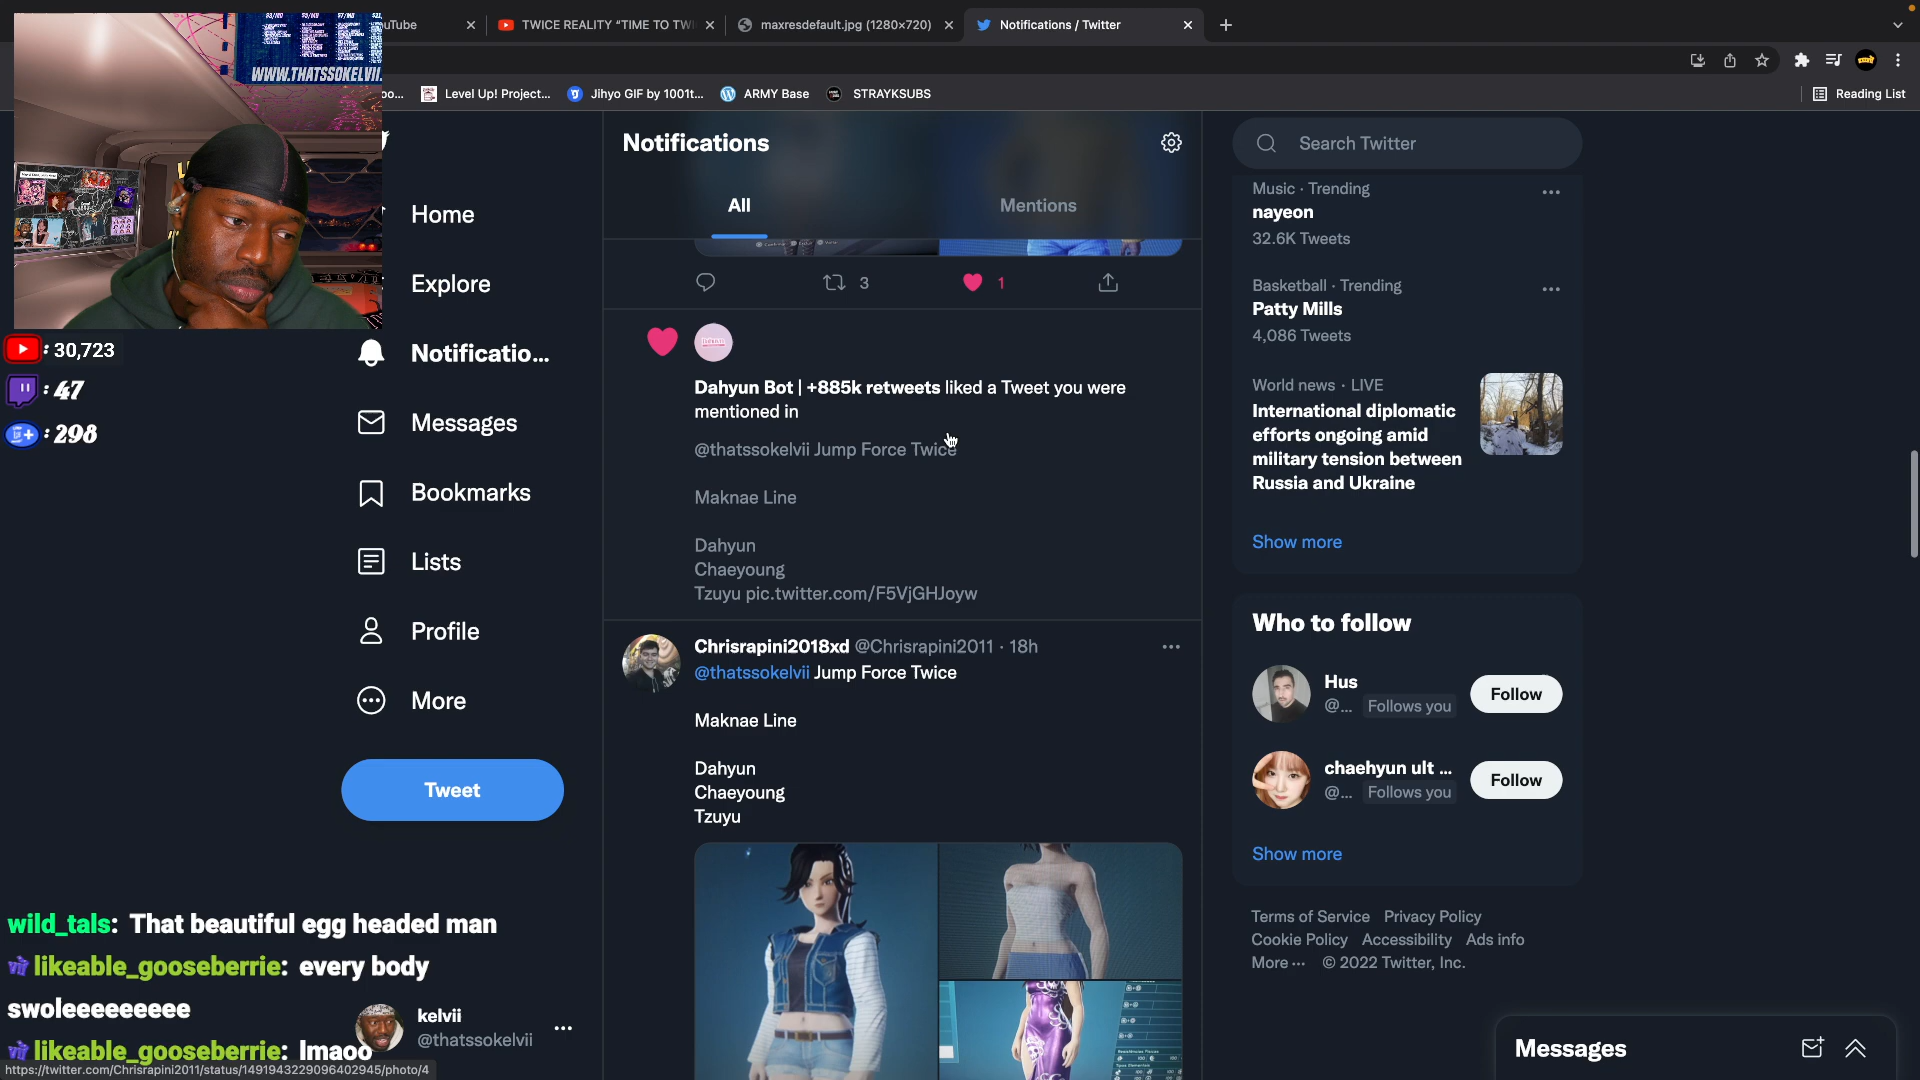 uTube
TWICE REALITY “TIME TO TWI
maxresdefault.jpg (1280×720)
Notifications / Twitter
WWW.THATSSOKELVII.
Level Up! Project...
Jihyo GIF by 1001t...
ARMY Base
STRAYKSUBS
Reading List
: 30,723
: 47
: 298
Home
Explore
Notificatio...
Messages
Bookmarks
Lists
Profile
More
Tweet
Notifications
All
Mentions
3
1
Dahyun Bot | +885k retweets liked a Tweet you were
mentioned in
@thatssokelvii Jump Force Twice
Maknae Line
Dahyun
Chaeyoung
Tzuyu pic.twitter.com/F5VjGHJoyw
Chrisrapini2018xd @Chrisrapini2011 · 18h
@thatssokelvii Jump Force Twice
Maknae Line
Dahyun
Chaeyoung
Tzuyu
Search Twitter
Music · Trending
nayeon
32.6K Tweets
Basketball · Trending
Patty Mills
4,086 Tweets
World news · LIVE
International diplomatic
efforts ongoing amid
military tension between
Russia and Ukraine
Show more
Who to follow
Hus
@... Follows you
Follow
chaehyun ult ...
@... Follows you
Follow
Show more
Terms of Service Privacy Policy
Cookie Policy Accessibility Ads info
More ··· © 2022 Twitter, Inc.
Messages
wild_tals: That beautiful egg headed man
likeable_gooseberrie: every body
swoleeeeeeeee
likeable_gooseberrie: lmaoo
kelvii
@thatssokelvii
https://twitter.com/Chrisrapini2011/status/1491943229096402945/photo/4